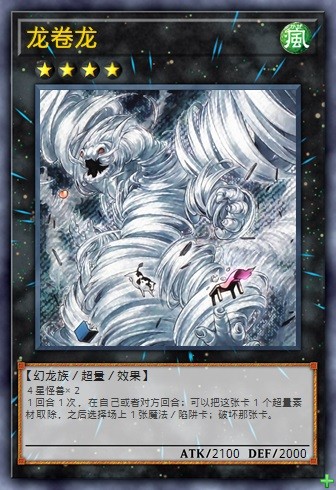 龙卷龙
風
【幻龙族／超量／效果】
４星怪兽×２
１回合１次，在自己或者对方回合：可以把这张卡１个超量素
材取除，之后选择场上１张魔法／陷阱卡；破坏那张卡。
ATK/2100 DEF/2000